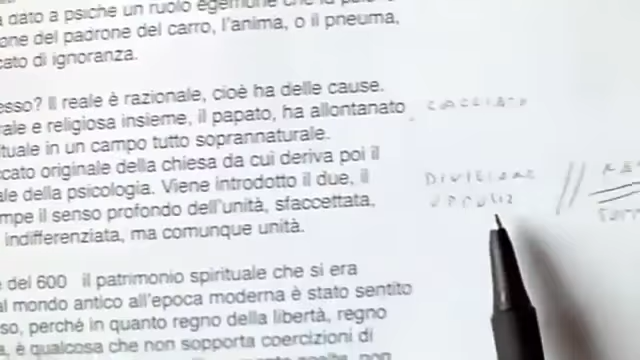 dato a psiche un ruolo egemone che
one del padrone del carro, l'anima, o il pneuma,
cato di ignoranza.
esso? Il reale è razionale, cioè ha delle cause.
ale e religiosa insieme, il papato, ha allontanato
ituale in un campo tutto soprannaturale.
ccato originale della chiesa da cui deriva poi il
ale della psicologia. Viene introdotto il due, il
mpe il senso profondo dell'unità, sfaccettata,
indifferenziata, ma comunque unità.
del 600 il patrimonio spirituale che si era
al mondo antico all'epoca moderna è stato sentito
so, perché in quanto regno della libertà, regno
è qualcosa che non supporta coercizioni di
DIVISIONE